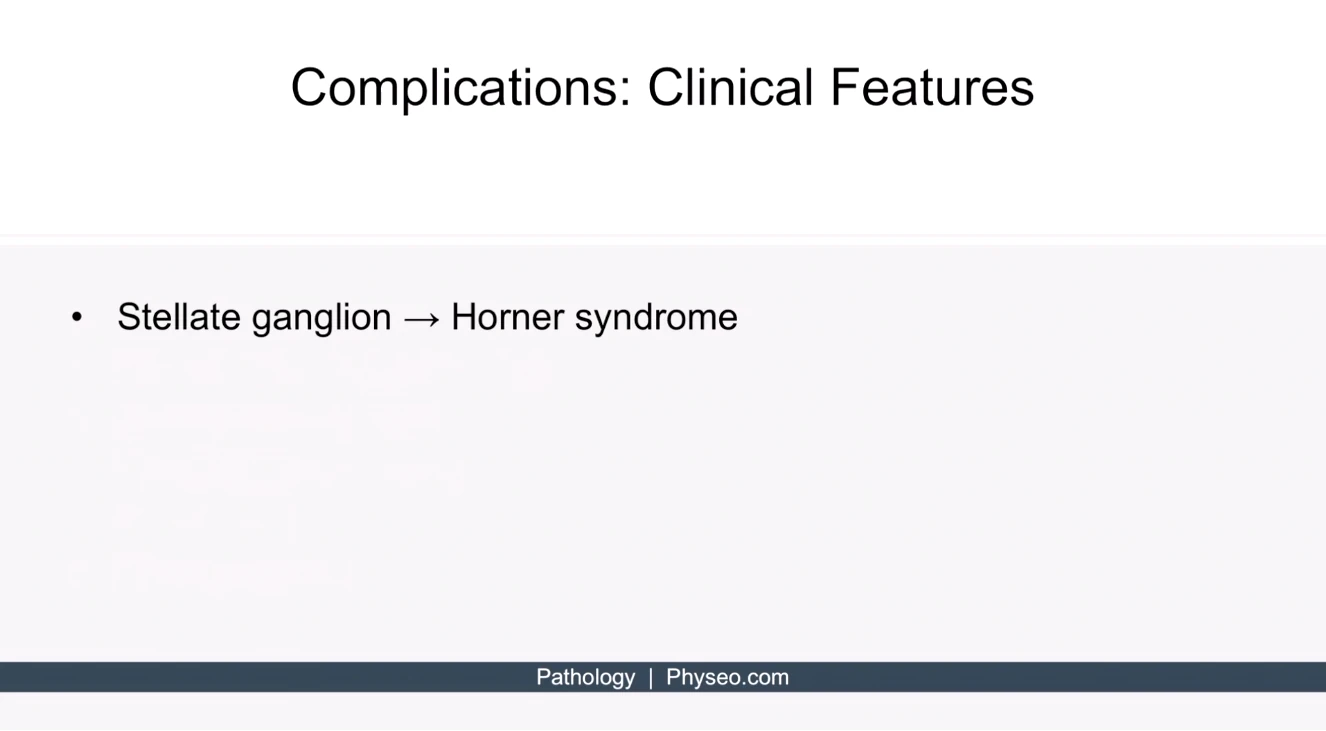 Complications: Clinical Features
• Stellate ganglion → Horner syndrome
Pathology | Physeo.com